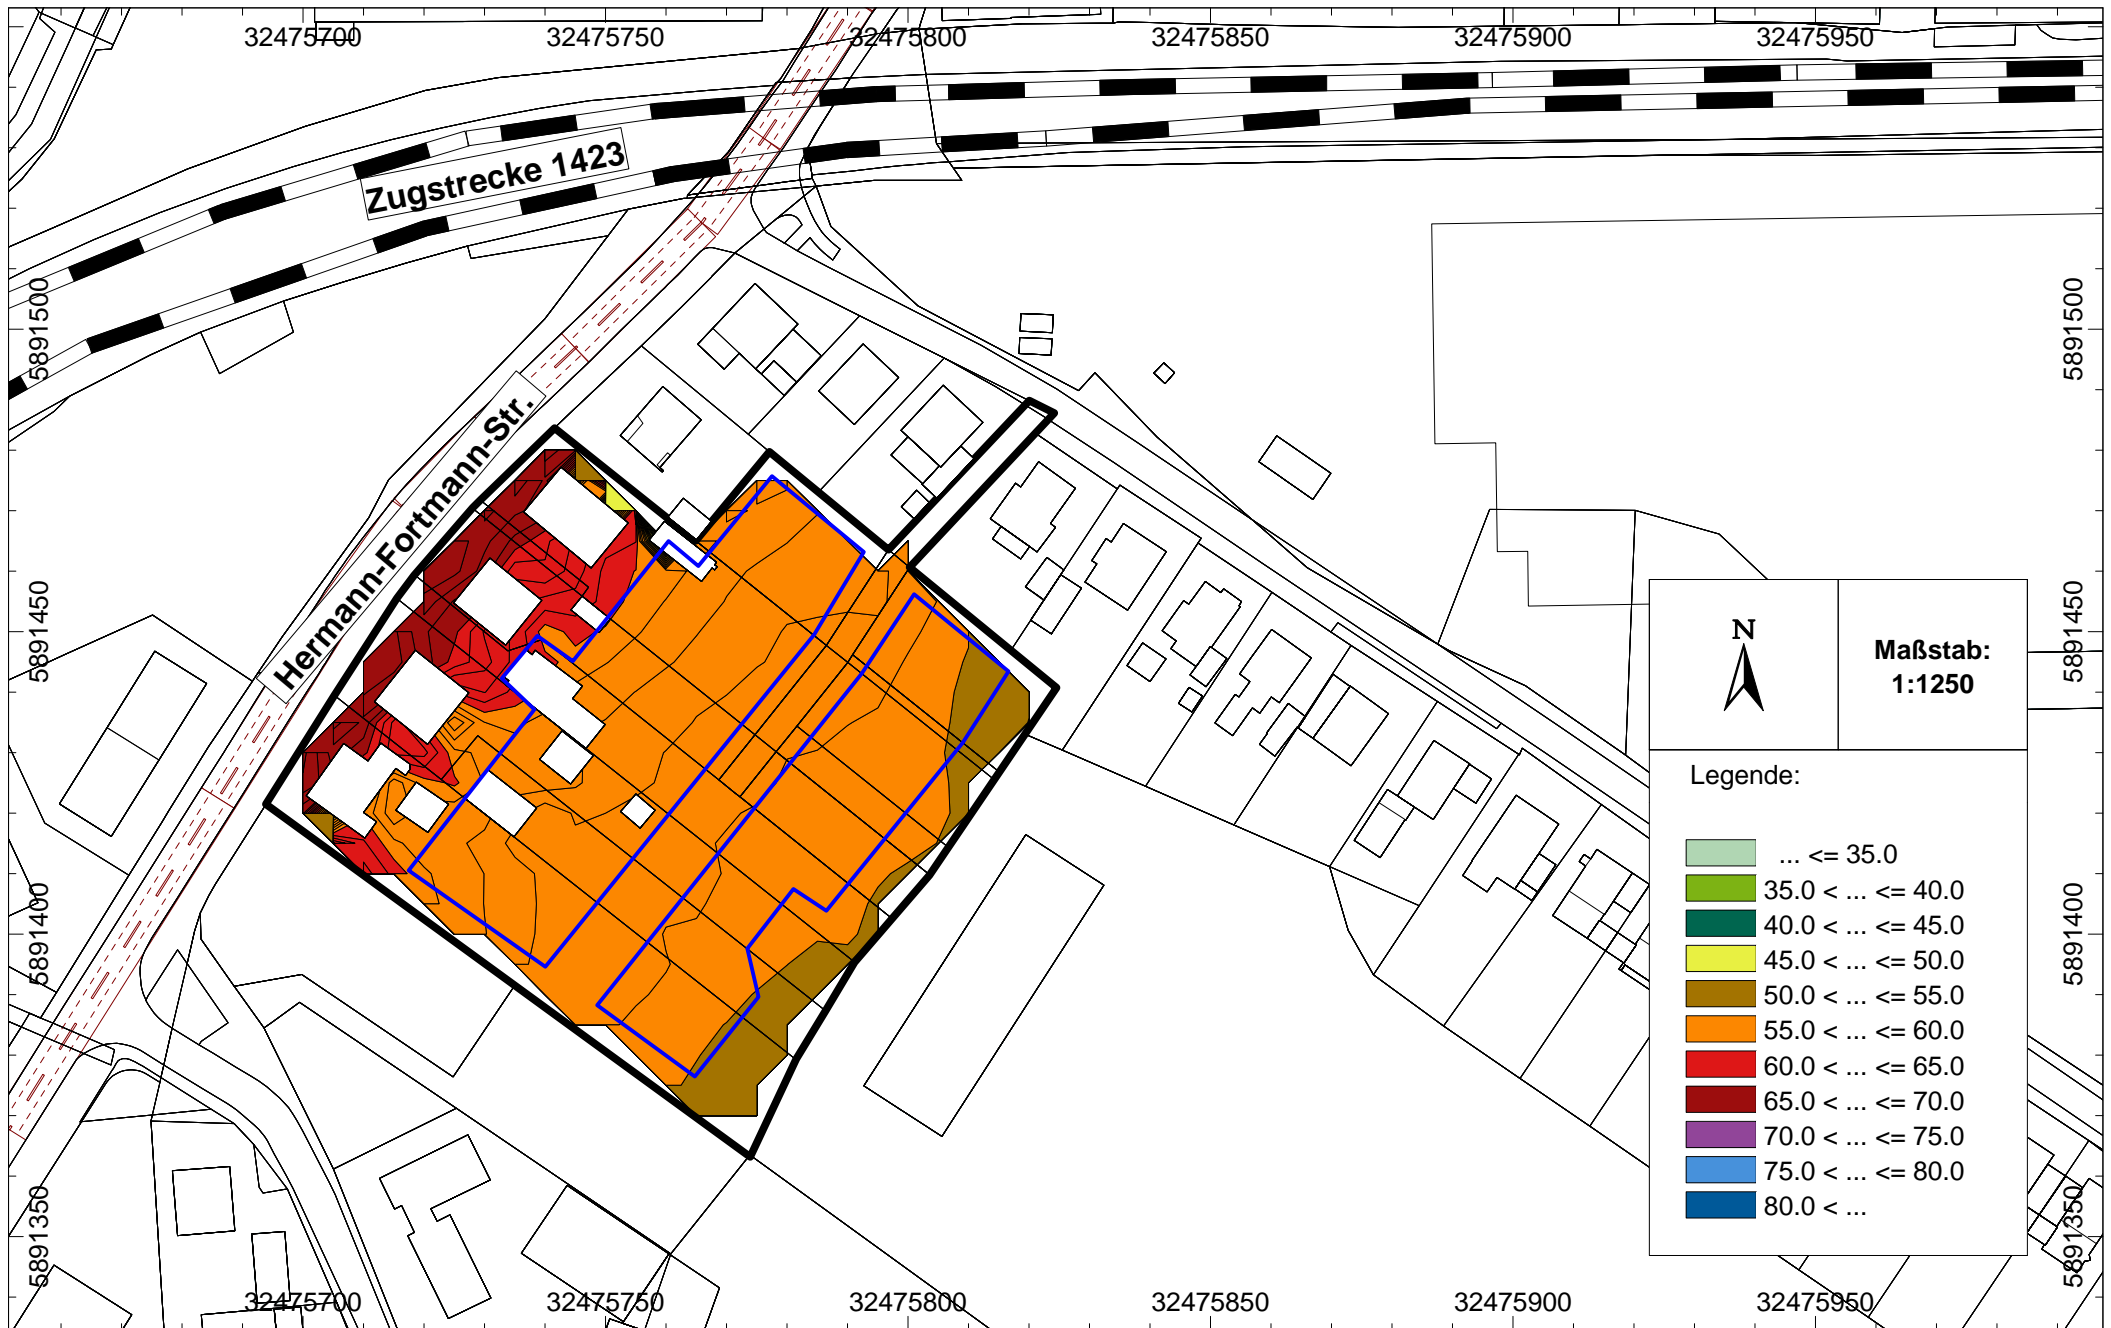 32475700 32475750 32475800 32475850 32475900 32475950
Zugstrecke 1423
5891500 5891500
Hermann-Fortmann-Str.
5891450 5891450
N
Maßstab:
1:1250
Legende:
... <= 35.0
35.0 < ... <= 40.0
40.0 < ... <= 45.0
45.0 < ... <= 50.0
50.0 < ... <= 55.0
55.0 < ... <= 60.0
60.0 < ... <= 65.0
65.0 < ... <= 70.0
70.0 < ... <= 75.0
75.0 < ... <= 80.0
80.0 < ...
5891400 5891400
5891350 5891350
32475700 32475750 32475800 32475850 32475900 32475950